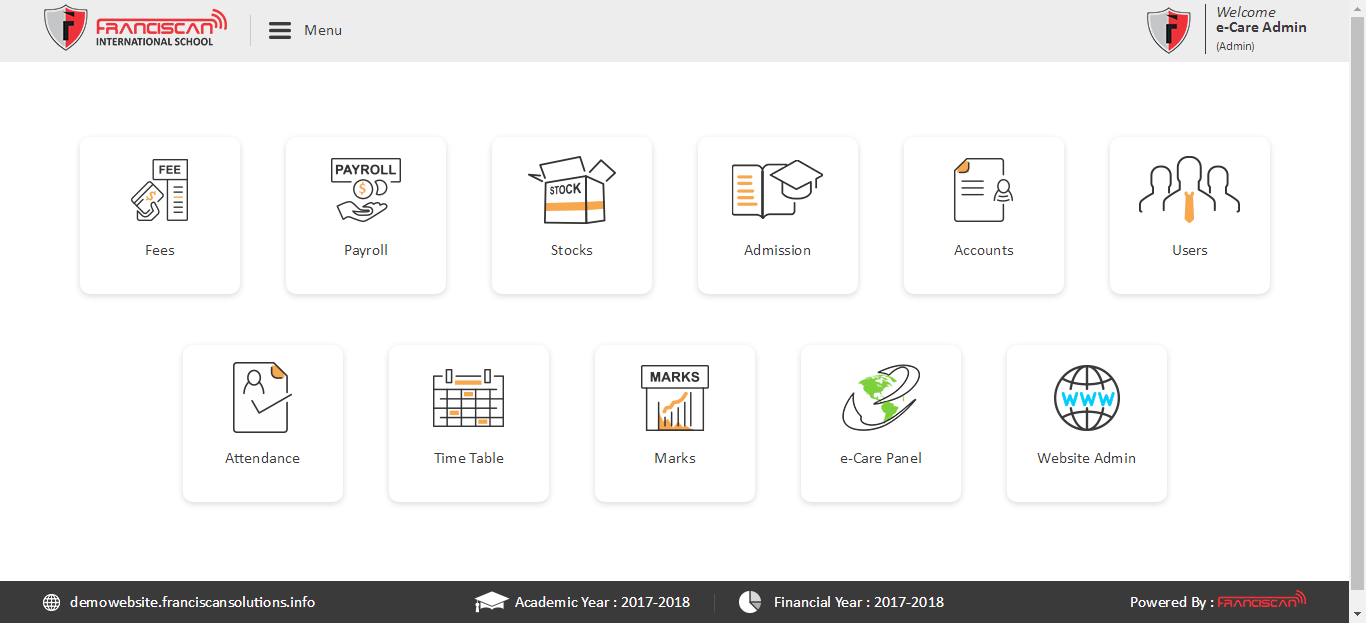 FRANCISCAN
INTERNATIONAL SCHOOL
Menu
Welcome
e-Care Admin
(Admin)
FEE
Fees
PAYROLL
$
Payroll
STOCK
Stocks
Admission
Accounts
Users
Attendance
Time Table
MARKS
Marks
e-Care Panel
WWW
Website Admin
demowebsite.franciscansolutions.info
Academic Year : 2017-2018
Financial Year : 2017-2018
Powered By : FRANCISCAN